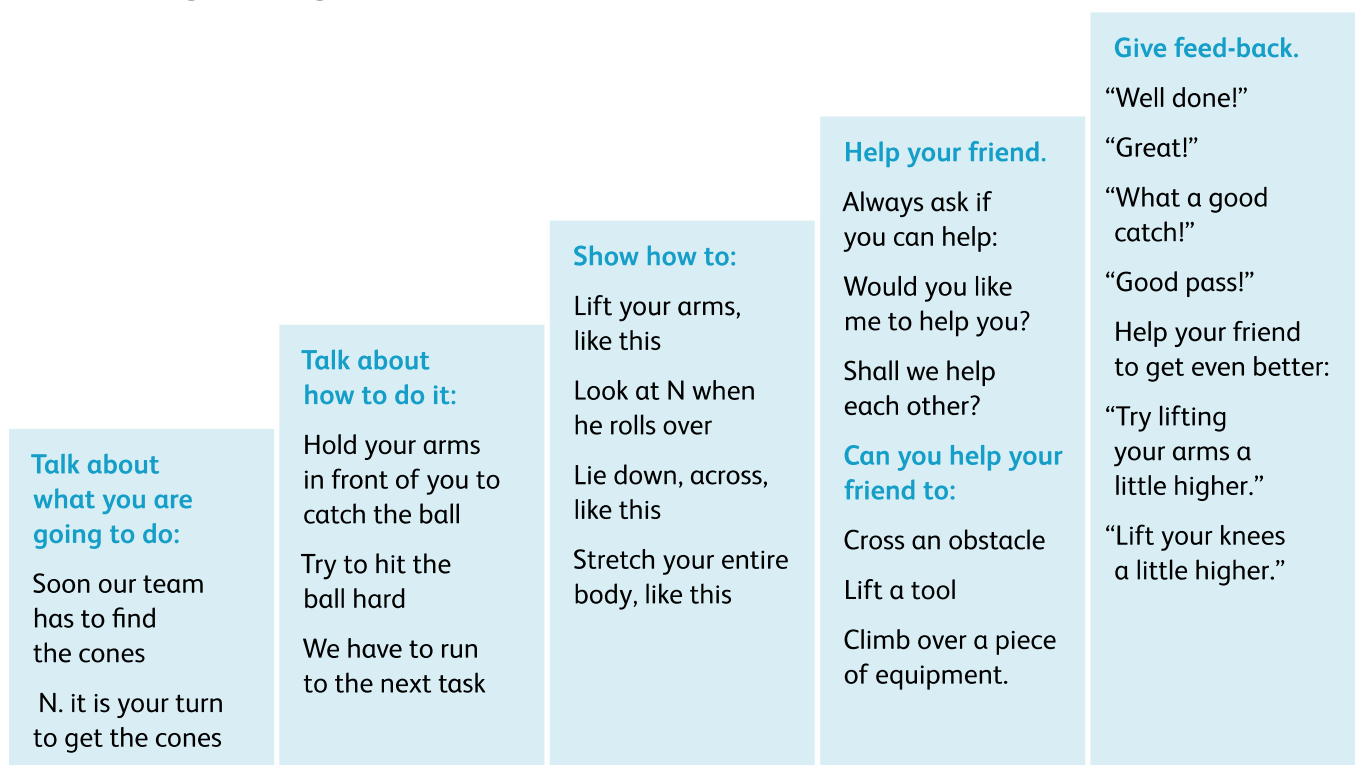 Talk about
what you are
going to do:
Soon our team
has to find
the cones
N. it is your turn
to get the cones
Talk about
how to do it:
Hold your arms
in front of you to
catch the ball
Try to hit the
ball hard
We have to run
to the next task
Show how to:
Lift your arms,
like this
Look at N when
he rolls over
Lie down, across,
like this
Stretch your entire
body, like this
Help your friend.
Always ask if
you can help:
Would you like
me to help you?
Shall we help
each other?
Can you help your
friend to:
Cross an obstacle
Lift a tool
Climb over a piece
of equipment.
Give feed-back.
“Well done!”
“Great!”
“What a good
catch!”
“Good pass!”
Help your friend
to get even better:
“Try lifting
your arms a
little higher.”
“Lift your knees
a little higher.”